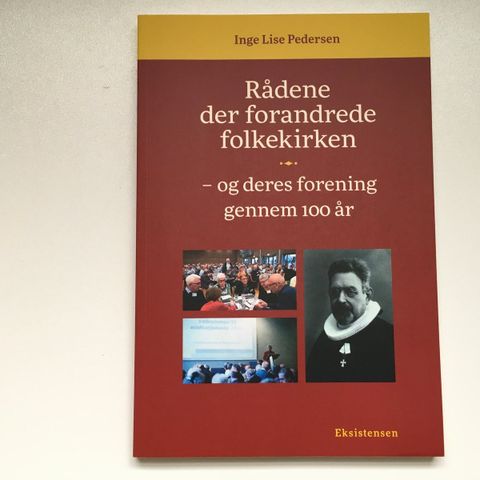 Inge Lise Pedersen
Rådene
der forandrede
folkekirken
– og deres forening
gennem 100 år
Eksistensen